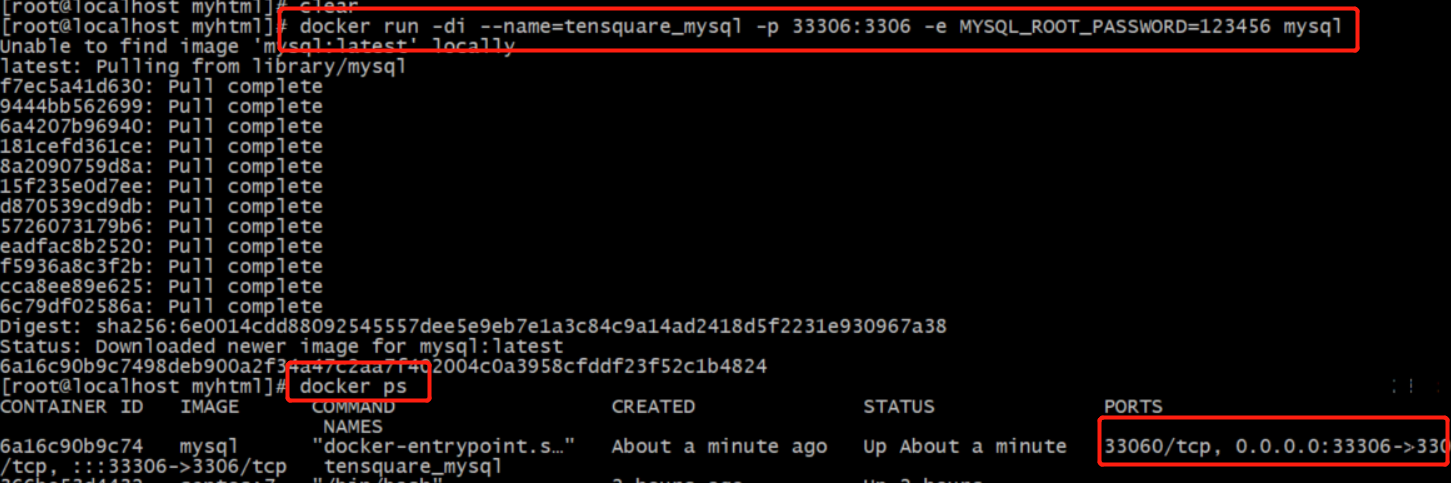 [root@localhost myhtml]# clear
[root@localhost myhtml]# docker run -di --name=tensquare_mysql -p 33306:3306 -e MYSQL_ROOT_PASSWORD=123456 mysql
Unable to find image 'mysql:latest' locally
latest: Pulling from library/mysql
f7ec5a41d630: Pull complete
9444bb562699: Pull complete
6a4207b96940: Pull complete
181cefd361ce: Pull complete
8a2090759d8a: Pull complete
15f235e0d7ee: Pull complete
d870539cd9db: Pull complete
5726073179b6: Pull complete
eadfac8b2520: Pull complete
f5936a8c3f2b: Pull complete
cca8ee89e625: Pull complete
6c79df02586a: Pull complete
Digest: sha256:6e0014cdd88092545557dee5e9eb7e1a3c84c9a14ad2418d5f2231e930967a38
Status: Downloaded newer image for mysql:latest
6a16c90b9c7498deb900a2f34a47c2aa7f402004c0a3958cfddf23f52c1b4824
[root@localhost myhtml]# docker ps
CONTAINER ID IMAGE COMMAND CREATED STATUS PORTS
NAMES
6a16c90b9c74 mysql "docker-entrypoint.s…" About a minute ago Up About a minute 33060/tcp, 0.0.0.0:33306->330
/tcp, :::33306->3306/tcp tensquare_mysql